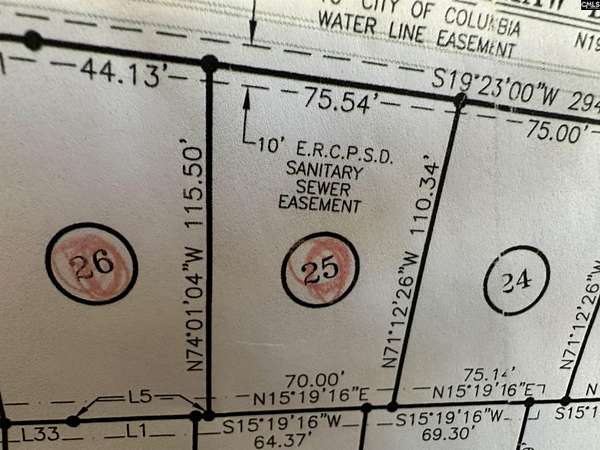 CITY OF COLUMBIA
WATER LINE EASEMENT
CMLS
N19
44.13'
75.54'
S19°23'00"W 294
75.00'
10' E.R.C.P.S.D.
SANITARY
SEWER
EASEMENT
N74°01'04"W 115.50'
N71°12'26"W 110.34'
N71°12'26"W
26
25
24
L5
70.00'
N15°19'16"E
75.14'
N15°19'16"E
L33
L1
S15°19'16"W
64.37'
S15°19'16"W
69.30'
S15°1